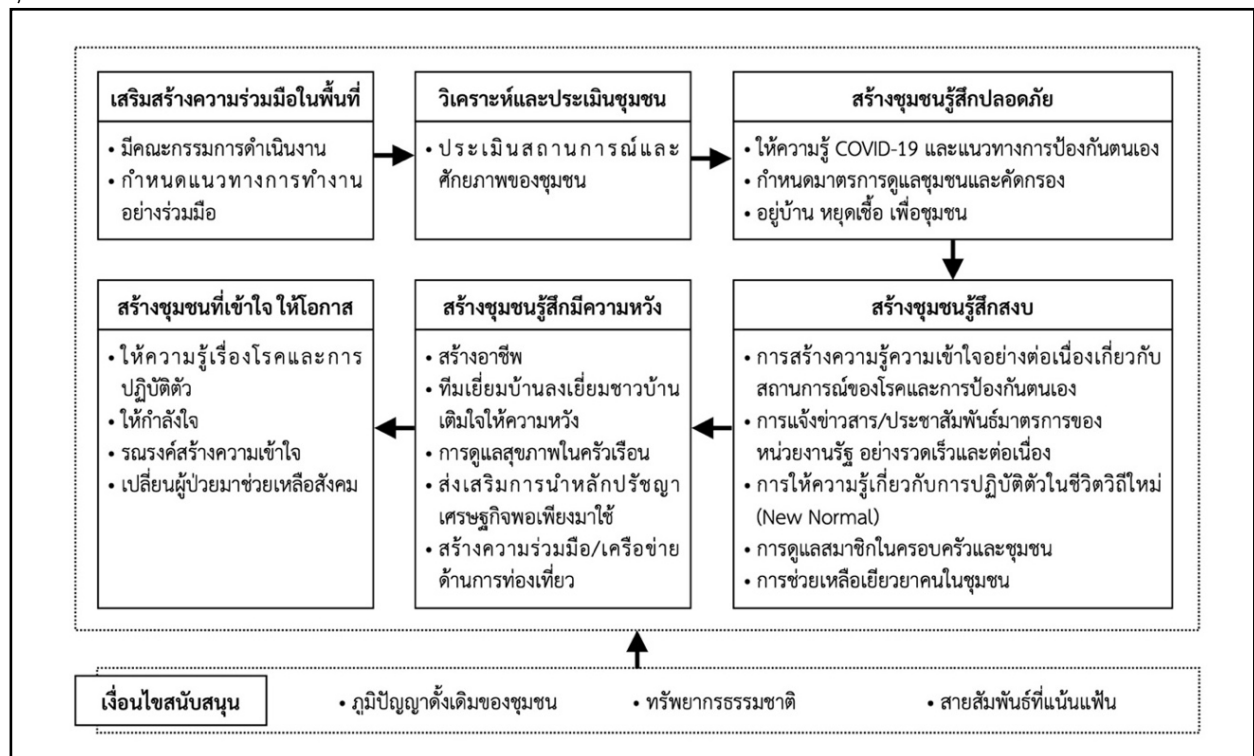 เสริมสร้างความร่วมมือในพื้นที่
• มีคณะกรรมการดำเนินงาน
• กำหนดแนวทางการทำงาน
อย่างร่วมมือ
วิเคราะห์และประเมินชุมชน
• ประเมินสถานการณ์และ
ศักยภาพของชุมชน
สร้างชุมชนรู้สึกปลอดภัย
• ให้ความรู้ COVID-19 และแนวทางการป้องกันตนเอง
• กำหนดมาตรการดูแลชุมชนและคัดกรอง
• อยู่บ้าน หยุดเชื้อ เพื่อชุมชน
สร้างชุมชนรู้สึกสงบ
• การสร้างความรู้ความเข้าใจอย่างต่อเนื่องเกี่ยวกับ
สถานการณ์ของโรคและการป้องกันตนเอง
• การแจ้งข่าวสาร/ประชาสัมพันธ์มาตรการของ
หน่วยงานรัฐ อย่างรวดเร็วและต่อเนื่อง
• การให้ความรู้เกี่ยวกับการปฏิบัติตัวในชีวิตวิถีใหม่
(New Normal)
• การดูแลสมาชิกในครอบครัวและชุมชน
• การช่วยเหลือเยียวยาคนในชุมชน
สร้างชุมชนรู้สึกมีความหวัง
• สร้างอาชีพ
• ทีมเยี่ยมบ้านลงเยี่ยมชาวบ้าน
เติมใจให้ความหวัง
• การดูแลสุขภาพในครัวเรือน
• ส่งเสริมการนำหลักปรัชญา
เศรษฐกิจพอเพียงมาใช้
• สร้างความร่วมมือ/เครือข่าย
ด้านการท่องเที่ยว
สร้างชุมชนที่เข้าใจ ให้โอกาส
• ให้ความรู้เรื่องโรคและการ
ปฏิบัติตัว
• ให้กำลังใจ
• รณรงค์สร้างความเข้าใจ
• เปลี่ยนผู้ป่วยมาช่วยเหลือสังคม
เงื่อนไขสนับสนุน
• ภูมิปัญญาดั้งเดิมของชุมชน
• ทรัพยากรธรรมชาติ
• สายสัมพันธ์ที่แน้นแฟ้น